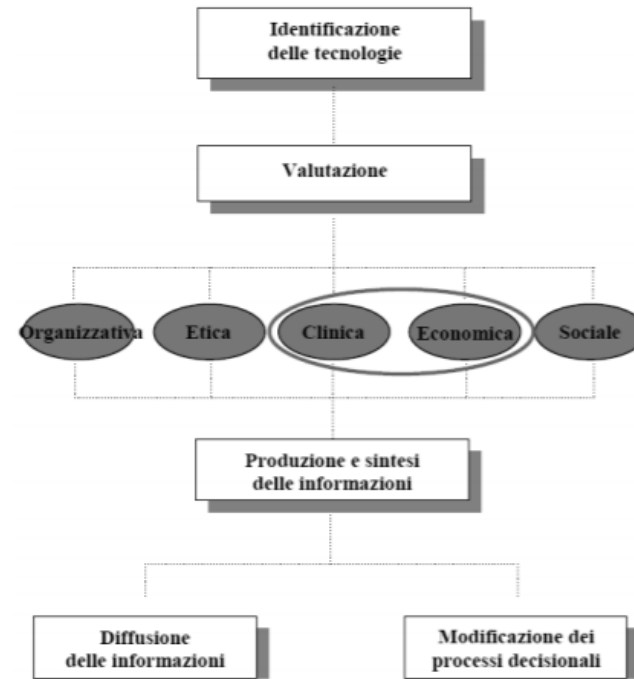 Identificazione
delle tecnologie
Valutazione
Organizzativa
Etica
Clinica
Economica
Sociale
Produzione e sintesi
delle informazioni
Diffusione
delle informazioni
Modificazione dei
processi decisionali